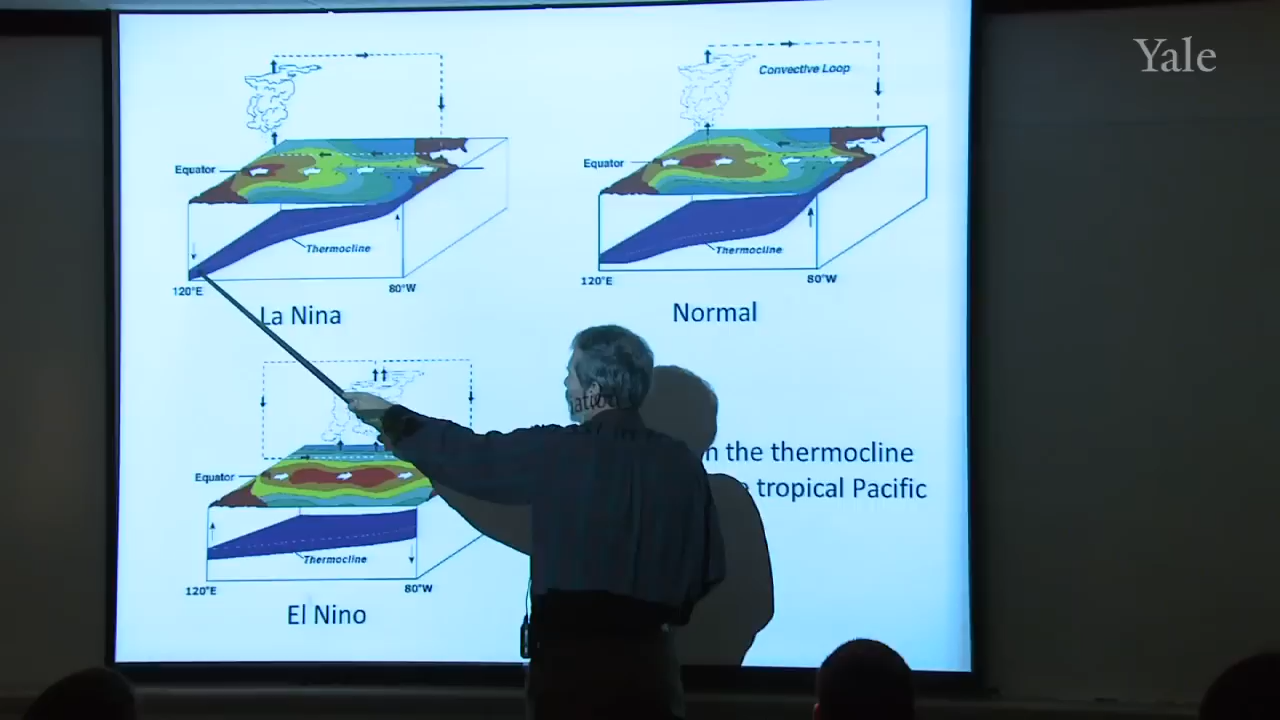 Yale
Convective Loop
Equator
Equator
Thermocline
Thermocline
120°E
80°W
120°E
80°W
La Nina
Normal
the thermocline
Equator
tropical Pacific
Thermocline
120°E
80°W
El Nino